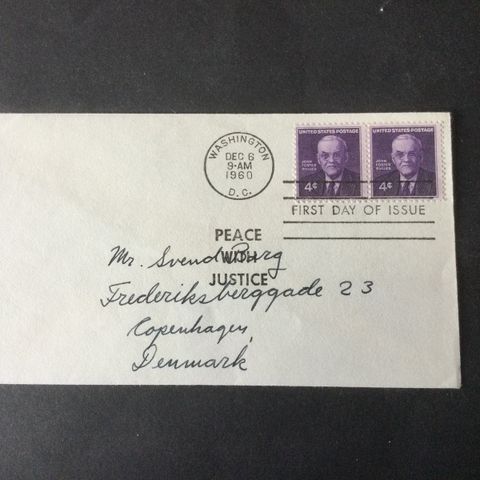 WASHINGTON
DEC 6
9-AM
1960
D.C.
UNITED STATES POSTAGE
JOHN
FOSTER
DULLES
4¢
UNITED STATES POSTAGE
JOHN
FOSTER
DULLES
4¢
FIRST DAY OF ISSUE
PEACE
WITH
JUSTICE
Mr. Svend Burg
Frederiksberggade 23
Copenhagen,
Denmark